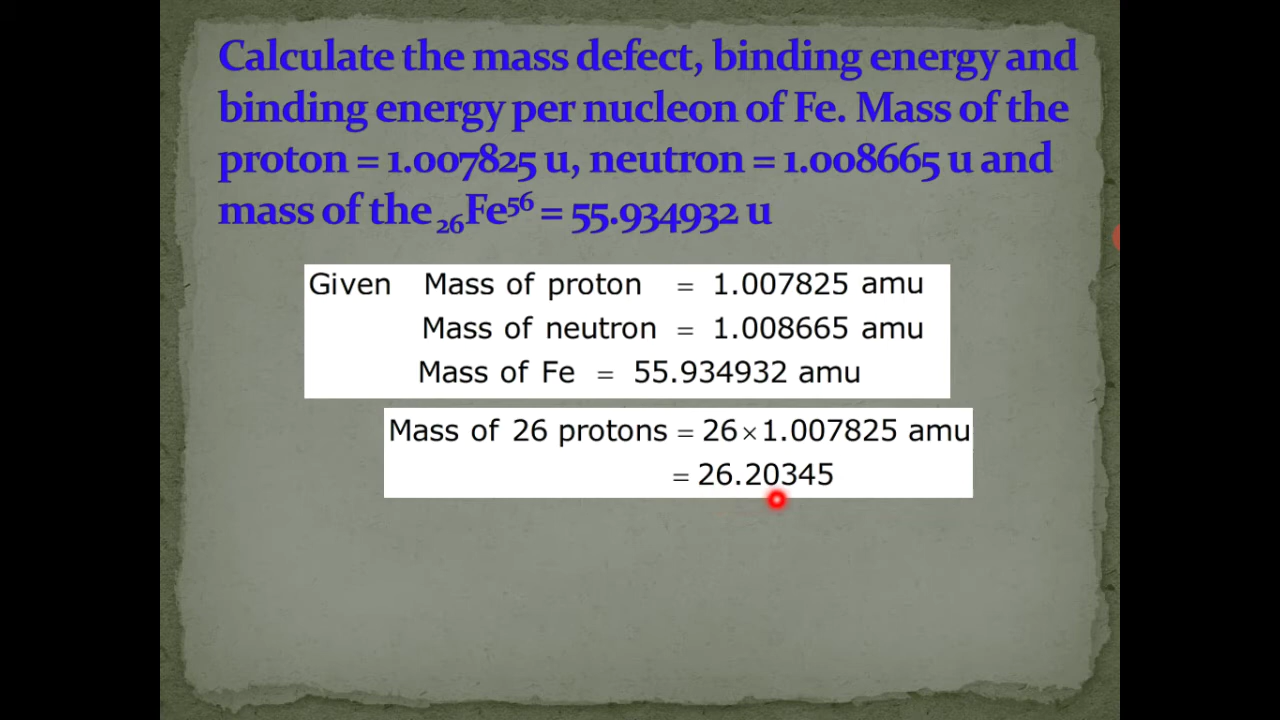 Calculate the mass defect, binding energy and
binding energy per nucleon of Fe. Mass of the
proton = 1.007825 u, neutron = 1.008665 u and
mass of the ₂₆Fe⁵⁶ = 55.934932 u
Given Mass of proton = 1.007825 amu
Mass of neutron = 1.008665 amu
Mass of Fe = 55.934932 amu
Mass of 26 protons = 26×1.007825 amu
= 26.20345